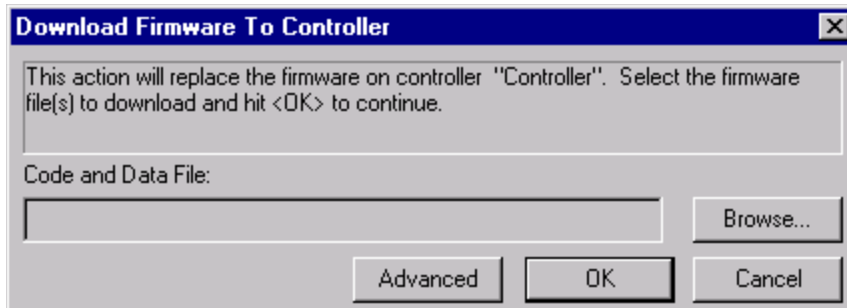 Download Firmware To Controller
This action will replace the firmware on controller  "Controller".  Select the firmware
file(s) to download and hit <OK> to continue.
Code and Data File:
Browse...
Advanced OK Cancel